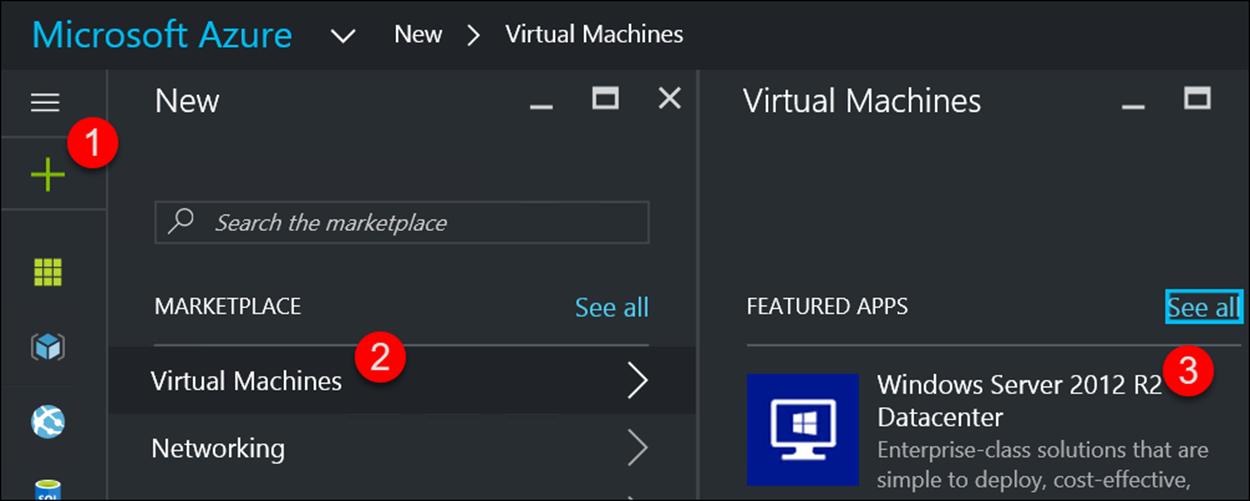 Microsoft Azure New Virtual Machines
New
Virtual Machines
1
Search the marketplace
MARKETPLACE See all
2
Virtual Machines
Networking
SQL
FEATURED APPS See all
3
Windows Server 2012 R2
Datacenter
Enterprise-class solutions that are
simple to deploy, cost-effective,